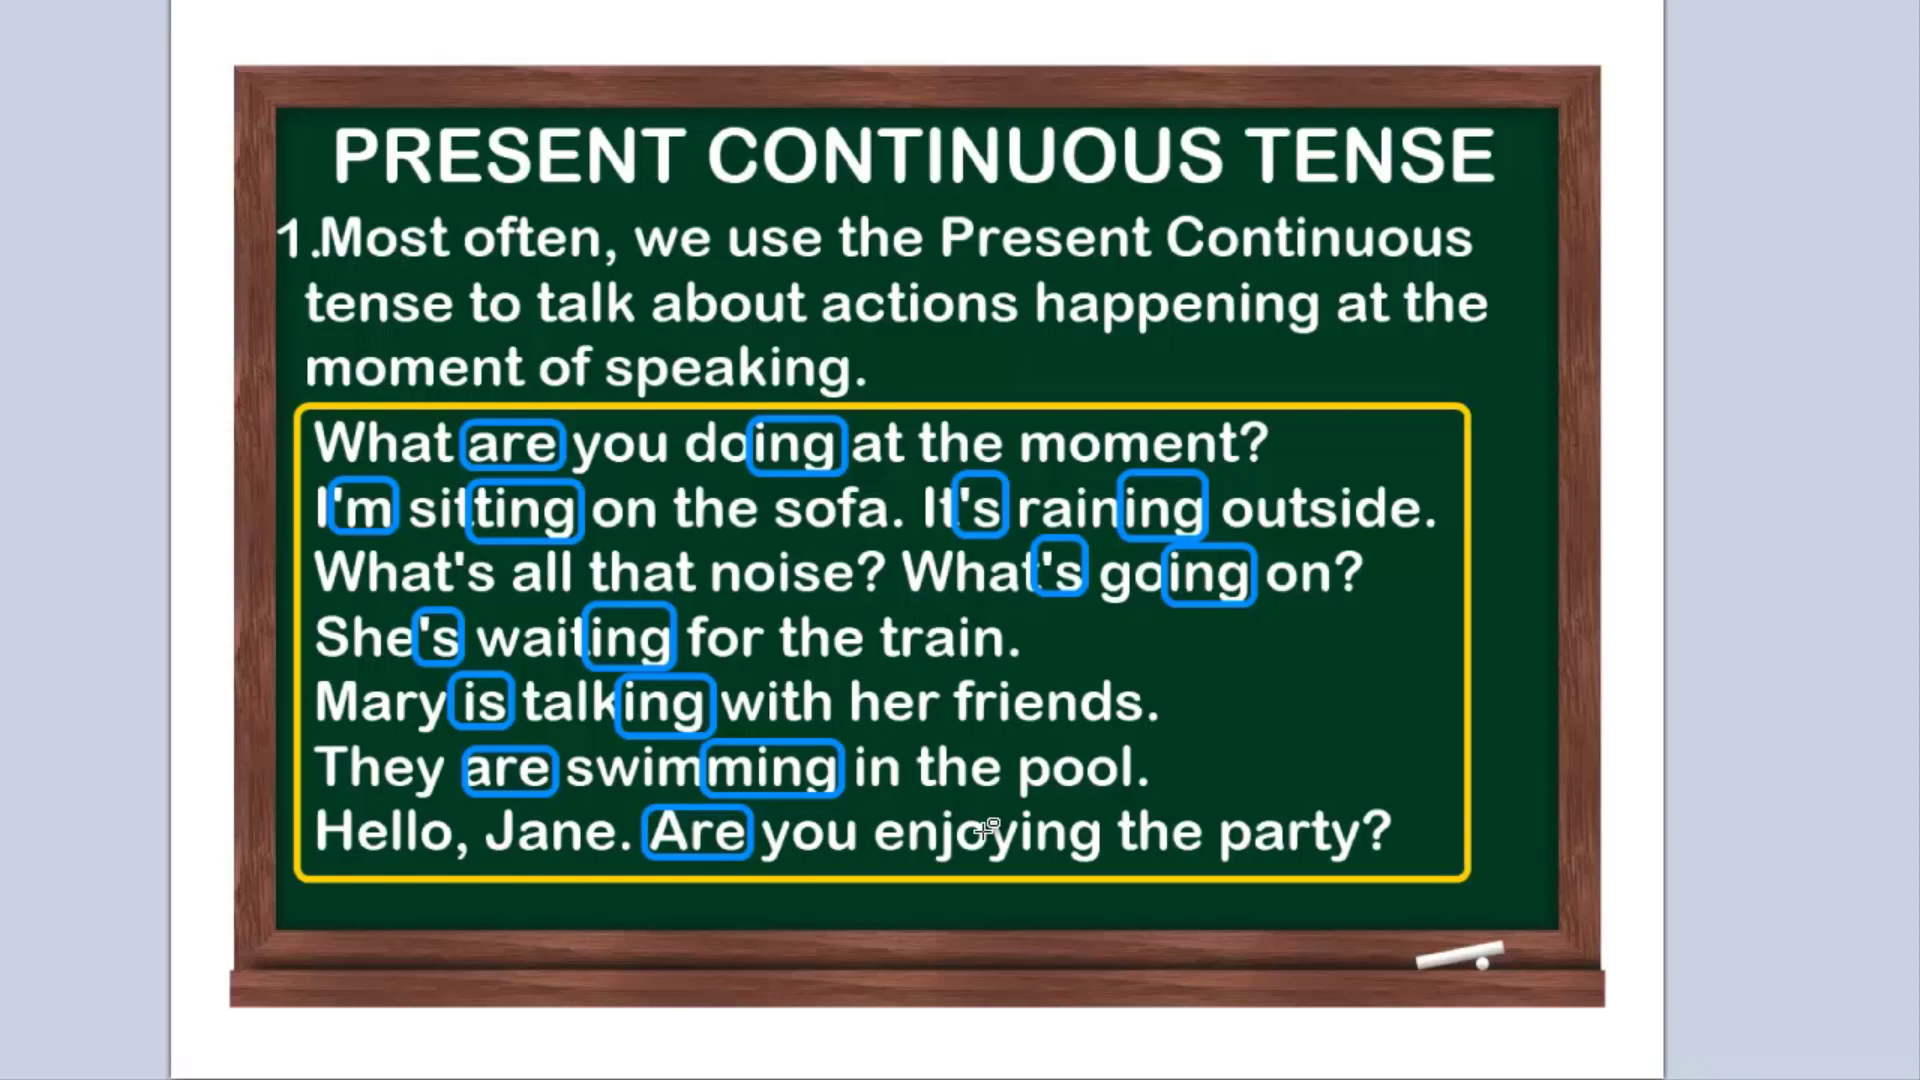 PRESENT CONTINUOUS TENSE
1.Most often, we use the Present Continuous
tense to talk about actions happening at the
moment of speaking.
What are you doing at the moment?
I'm sitting on the sofa. It's raining outside.
What's all that noise? What's going on?
She's waiting for the train.
Mary is talking with her friends.
They are swimming in the pool.
Hello, Jane. Are you enjoying the party?